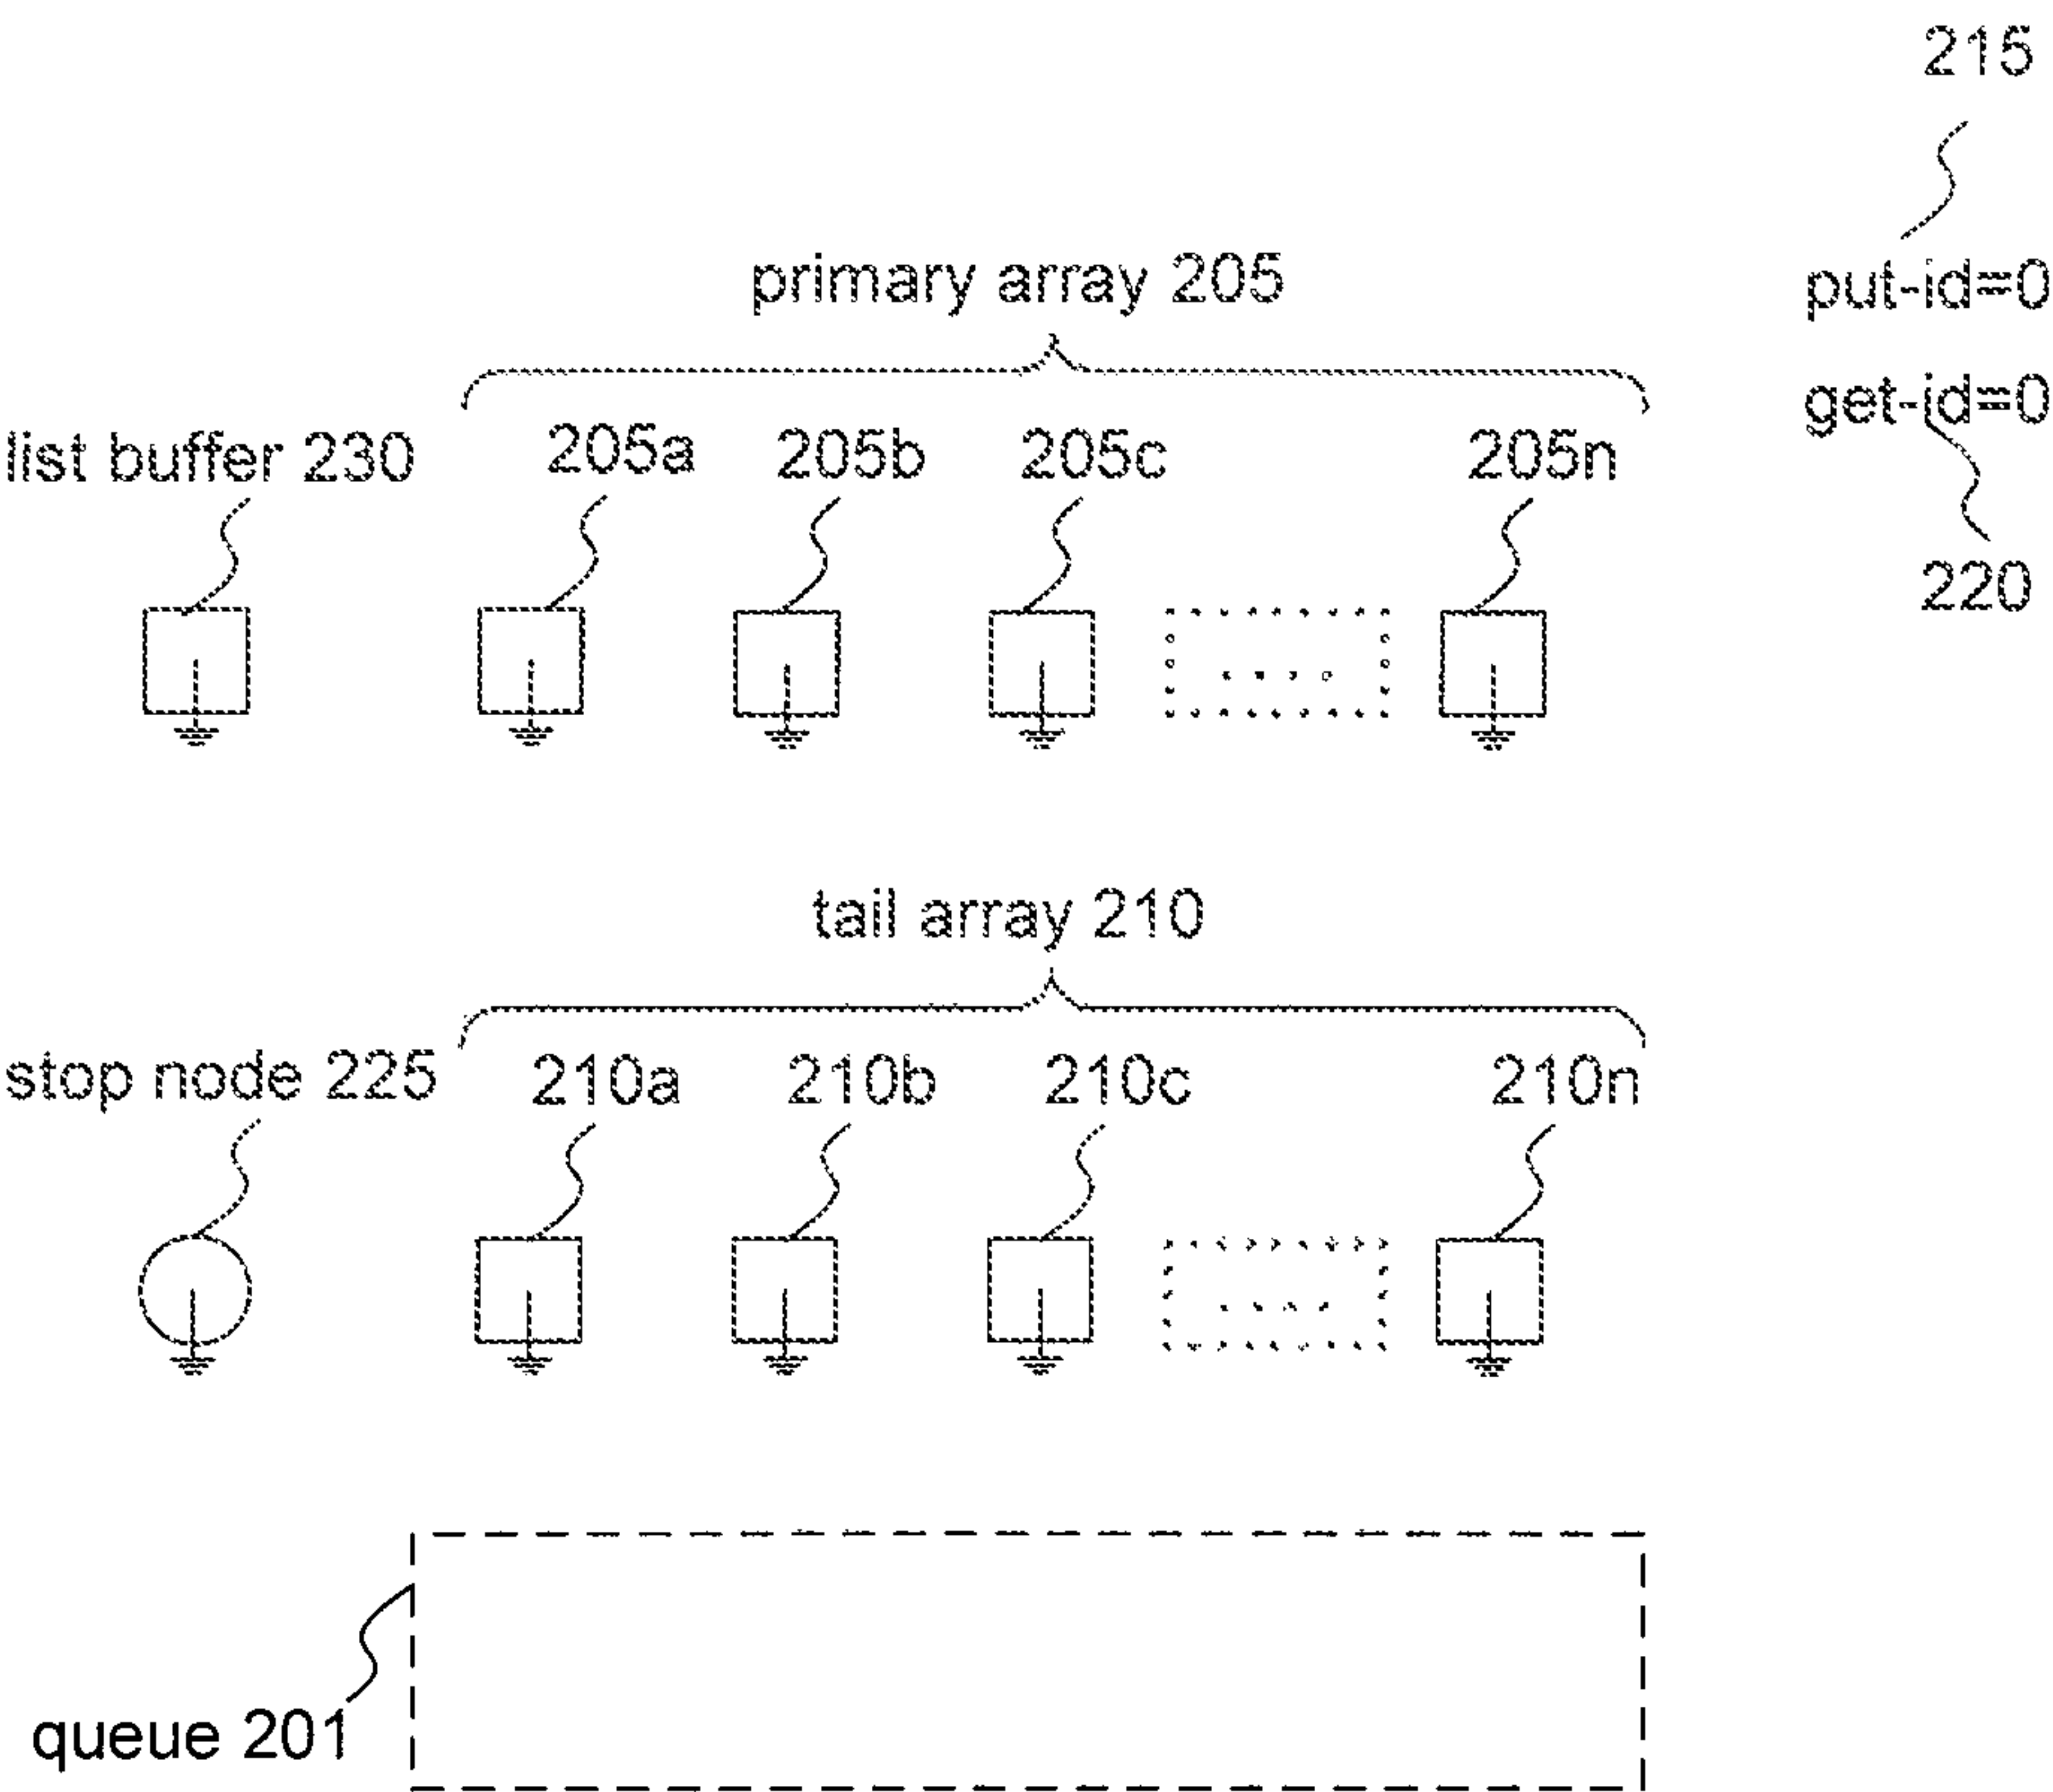 215
primary array 205
put-id=0
get-id=0
list buffer 230 205a 205b 205c 205n
220
tail array 210
stop node 225 210a 210b 210c 210n
queue 201